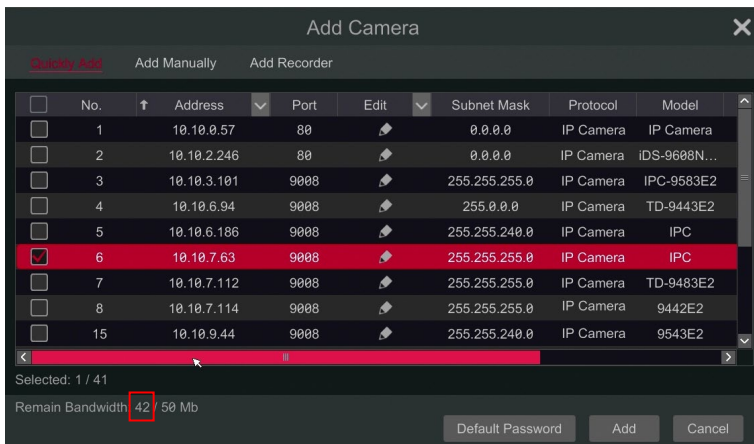 Add Camera
Quickly Add Add Manually Add Recorder
No. Address Port Edit Subnet Mask Protocol Model
1 10.10.0.57 80 0.0.0.0 IP Camera IP Camera
2 10.10.2.246 80 0.0.0.0 IP Camera iDS-9608N...
3 10.10.3.101 9008 255.255.255.0 IP Camera IPC-9583E2
4 10.10.6.94 9008 255.0.0.0 IP Camera TD-9443E2
5 10.10.6.186 9008 255.255.240.0 IP Camera IPC
6 10.10.7.63 9008 255.255.255.0 IP Camera IPC
7 10.10.7.112 9008 255.255.255.0 IP Camera TD-9483E2
8 10.10.7.114 9008 255.255.255.0 IP Camera 9442E2
15 10.10.9.44 9008 255.255.240.0 IP Camera 9543E2
Selected: 1 / 41
Remain Bandwidth 42 / 50 Mb
Default Password Add Cancel